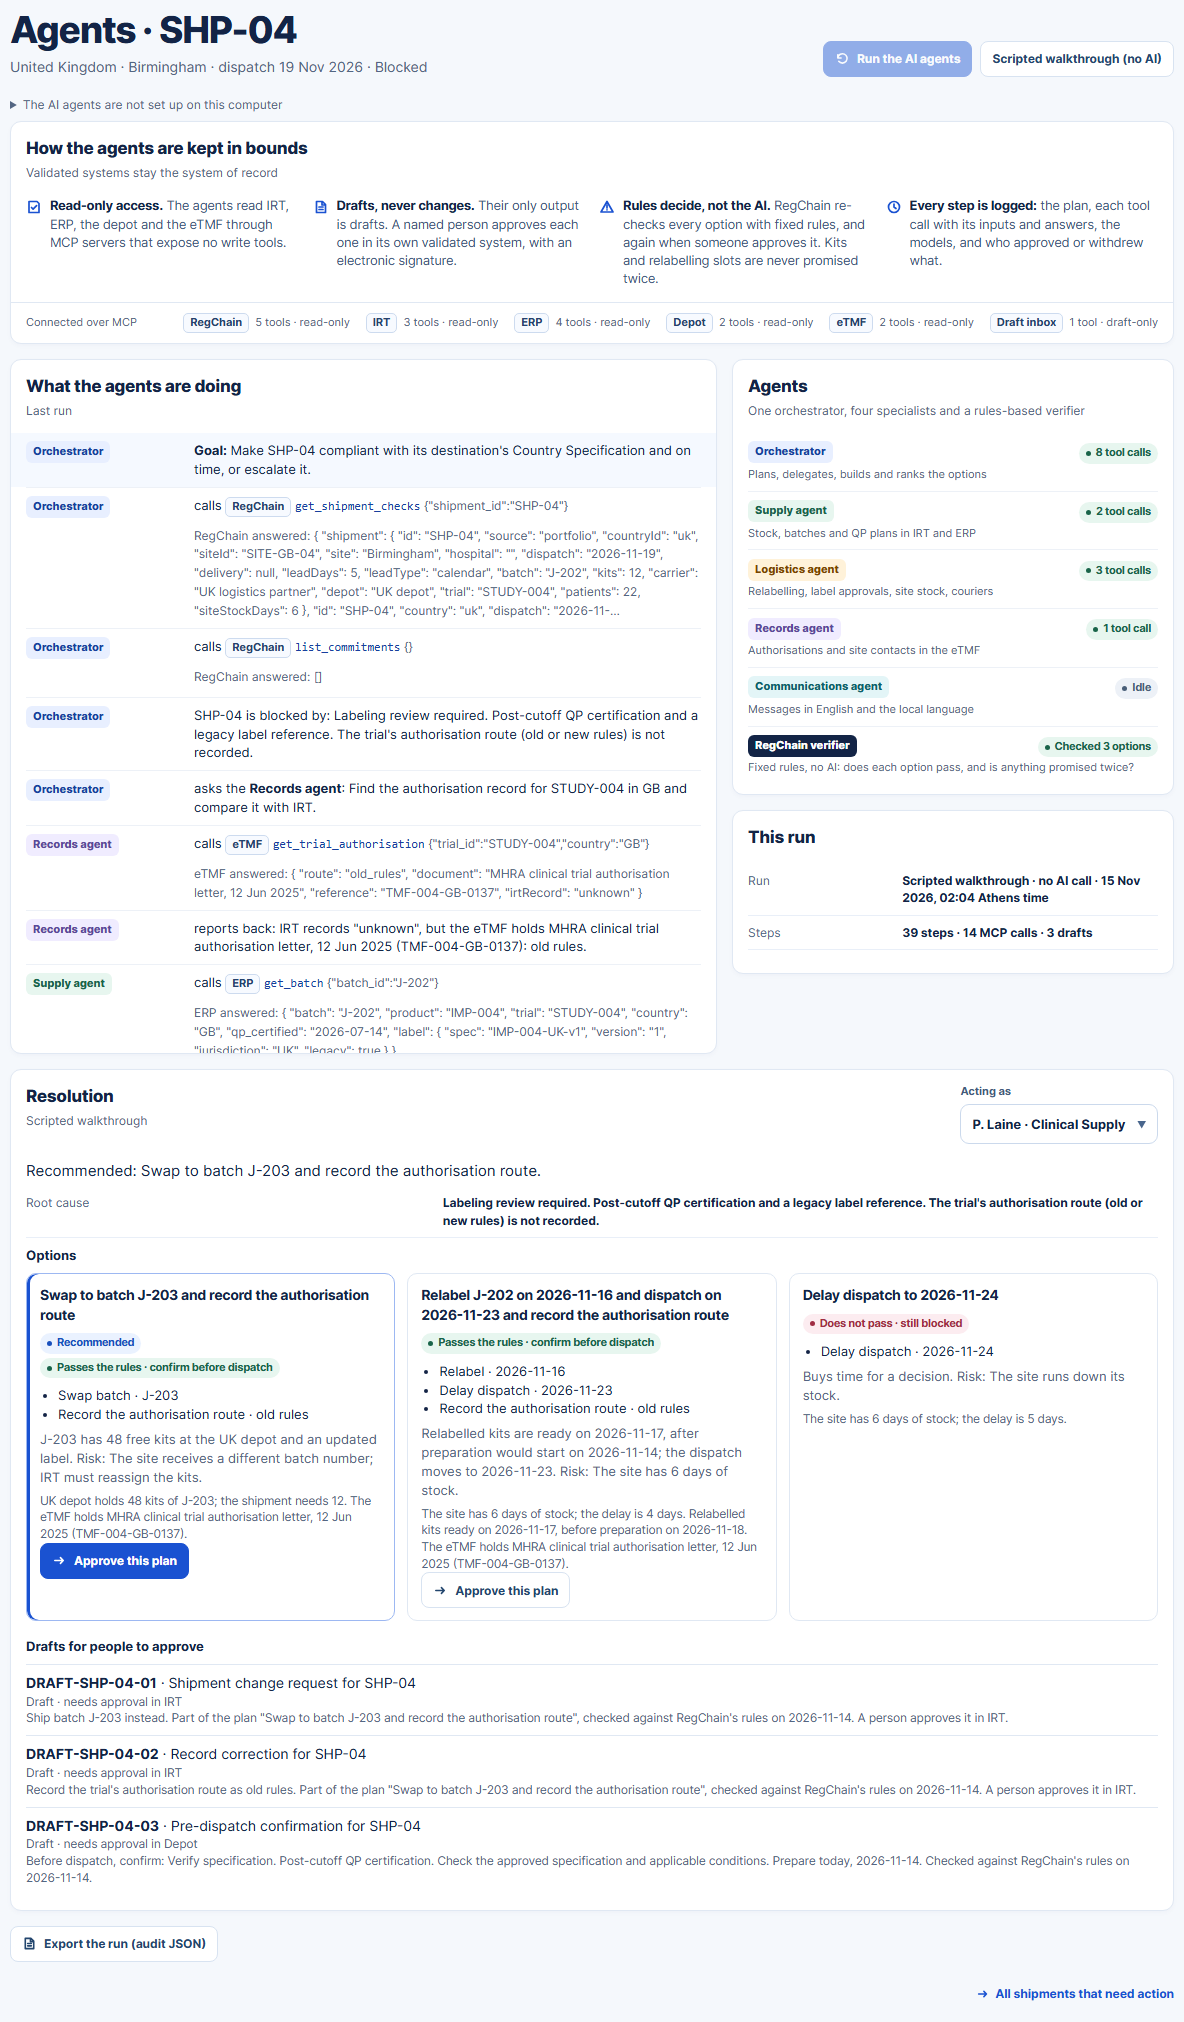 Agents · SHP-04
United Kingdom · Birmingham · dispatch 19 Nov 2026 · Blocked
Run the AI agents
Scripted walkthrough (no AI)
The AI agents are not set up on this computer
How the agents are kept in bounds
Validated systems stay the system of record
Read-only access. The agents read IRT,
ERP, the depot and the eTMF through
MCP servers that expose no write tools.
Drafts, never changes. Their only output
is drafts. A named person approves each
one in its own validated system, with an
electronic signature.
Rules decide, not the AI. RegChain re-
checks every option with fixed rules, and
again when someone approves it. Kits
and relabelling slots are never promised
twice.
Every step is logged: the plan, each tool
call with its inputs and answers, the
models, and who approved or withdrew
what.
Connected over MCP
RegChain 5 tools · read-only
IRT 3 tools · read-only
ERP 4 tools · read-only
Depot 2 tools · read-only
eTMF 2 tools · read-only
Draft inbox 1 tool · draft-only
What the agents are doing
Last run
Orchestrator
Goal: Make SHP-04 compliant with its destination's Country Specification and on
time, or escalate it.
Orchestrator
calls RegChain get_shipment_checks {"shipment_id":"SHP-04"}
RegChain answered: { "shipment": { "id": "SHP-04", "source": "portfolio", "countryId": "uk",
"siteId": "SITE-GB-04", "site": "Birmingham", "hospital": "", "dispatch": "2026-11-19",
"delivery": null, "leadDays": 5, "leadType": "calendar", "batch": "J-202", "kits": 12, "carrier":
"UK logistics partner", "depot": "UK depot", "trial": "STUDY-004", "patients": 22,
"siteStockDays": 6 }, "id": "SHP-04", "country": "uk", "dispatch": "2026-11-...
Orchestrator
calls RegChain list_commitments {}
RegChain answered: []
Orchestrator
SHP-04 is blocked by: Labeling review required. Post-cutoff QP certification and a
legacy label reference. The trial's authorisation route (old or new rules) is not
recorded.
Orchestrator
asks the Records agent: Find the authorisation record for STUDY-004 in GB and
compare it with IRT.
Records agent
calls eTMF get_trial_authorisation {"trial_id":"STUDY-004","country":"GB"}
eTMF answered: { "route": "old_rules", "document": "MHRA clinical trial authorisation
letter, 12 Jun 2025", "reference": "TMF-004-GB-0137", "irtRecord": "unknown" }
Records agent
reports back: IRT records "unknown", but the eTMF holds MHRA clinical trial
authorisation letter, 12 Jun 2025 (TMF-004-GB-0137): old rules.
Supply agent
calls ERP get_batch {"batch_id":"J-202"}
ERP answered: { "batch": "J-202", "product": "IMP-004", "trial": "STUDY-004", "country":
"GB", "qp_certified": "2026-07-14", "label": { "spec": "IMP-004-UK-v1", "version": "1",
"jurisdiction": "UK", "legacy": true } }
Agents
One orchestrator, four specialists and a rules-based verifier
Orchestrator
8 tool calls
Plans, delegates, builds and ranks the options
Supply agent
2 tool calls
Stock, batches and QP plans in IRT and ERP
Logistics agent
3 tool calls
Relabelling, label approvals, site stock, couriers
Records agent
1 tool call
Authorisations and site contacts in the eTMF
Communications agent
Idle
Messages in English and the local language
RegChain verifier
Checked 3 options
Fixed rules, no AI: does each option pass, and is anything promised twice?
This run
Run
Scripted walkthrough · no AI call · 15 Nov
2026, 02:04 Athens time
Steps
39 steps · 14 MCP calls · 3 drafts
Resolution
Scripted walkthrough
Acting as
P. Laine · Clinical Supply
Recommended: Swap to batch J-203 and record the authorisation route.
Root cause
Labeling review required. Post-cutoff QP certification and a legacy label reference. The trial's authorisation route (old or
new rules) is not recorded.
Options
Swap to batch J-203 and record the authorisation
route
Recommended
Passes the rules · confirm before dispatch
• Swap batch · J-203
• Record the authorisation route · old rules
J-203 has 48 free kits at the UK depot and an updated
label. Risk: The site receives a different batch number;
IRT must reassign the kits.
UK depot holds 48 kits of J-203; the shipment needs 12. The
eTMF holds MHRA clinical trial authorisation letter, 12 Jun
2025 (TMF-004-GB-0137).
Approve this plan
Relabel J-202 on 2026-11-16 and dispatch on
2026-11-23 and record the authorisation route
Passes the rules · confirm before dispatch
• Relabel · 2026-11-16
• Delay dispatch · 2026-11-23
• Record the authorisation route · old rules
Relabelled kits are ready on 2026-11-17, after
preparation would start on 2026-11-14; the dispatch
moves to 2026-11-23. Risk: The site has 6 days of
stock.
The site has 6 days of stock; the delay is 4 days. Relabelled
kits ready on 2026-11-17, before preparation on 2026-11-18.
The eTMF holds MHRA clinical trial authorisation letter, 12 Jun
2025 (TMF-004-GB-0137).
Approve this plan
Delay dispatch to 2026-11-24
Does not pass · still blocked
• Delay dispatch · 2026-11-24
Buys time for a decision. Risk: The site runs down its
stock.
The site has 6 days of stock; the delay is 5 days.
Drafts for people to approve
DRAFT-SHP-04-01 · Shipment change request for SHP-04
Draft · needs approval in IRT
Ship batch J-203 instead. Part of the plan "Swap to batch J-203 and record the authorisation route", checked against RegChain's rules on 2026-11-14. A person approves it in IRT.
DRAFT-SHP-04-02 · Record correction for SHP-04
Draft · needs approval in IRT
Record the trial's authorisation route as old rules. Part of the plan "Swap to batch J-203 and record the authorisation route", checked against RegChain's rules on 2026-11-14. A person approves it in IRT.
DRAFT-SHP-04-03 · Pre-dispatch confirmation for SHP-04
Draft · needs approval in Depot
Before dispatch, confirm: Verify specification. Post-cutoff QP certification. Check the approved specification and applicable conditions. Prepare today, 2026-11-14. Checked against RegChain's rules on
2026-11-14.
Export the run (audit JSON)
All shipments that need action